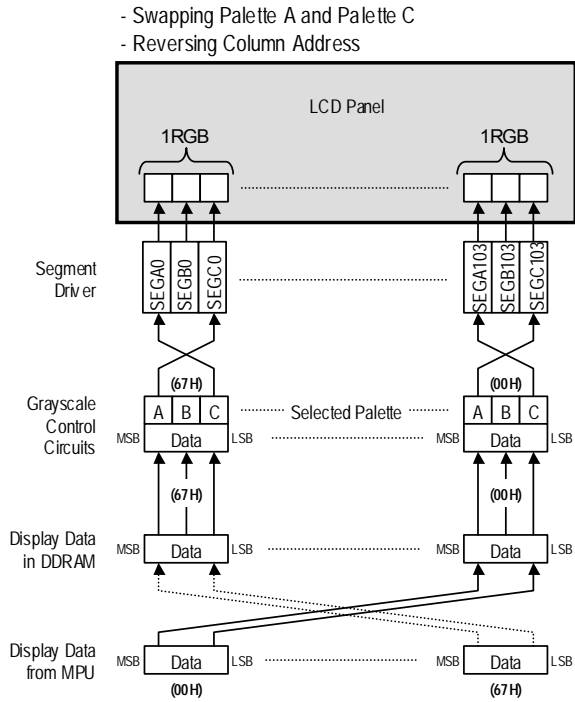 - Swapping Palette A and Palette C
- Reversing Column Address
LCD Panel
1RGB 1RGB
Segment
Driver
SEGA0 SEGB0 SEGC0 SEGA103 SEGB103 SEGC103
(67H) (00H)
Grayscale
Control
Circuits
A B C Selected Palette A B C
MSB Data LSB MSB Data LSB
(67H) (00H)
Display Data
in DDRAM
MSB Data LSB MSB Data LSB
Display Data
from MPU
MSB Data LSB MSB Data LSB
(00H) (67H)